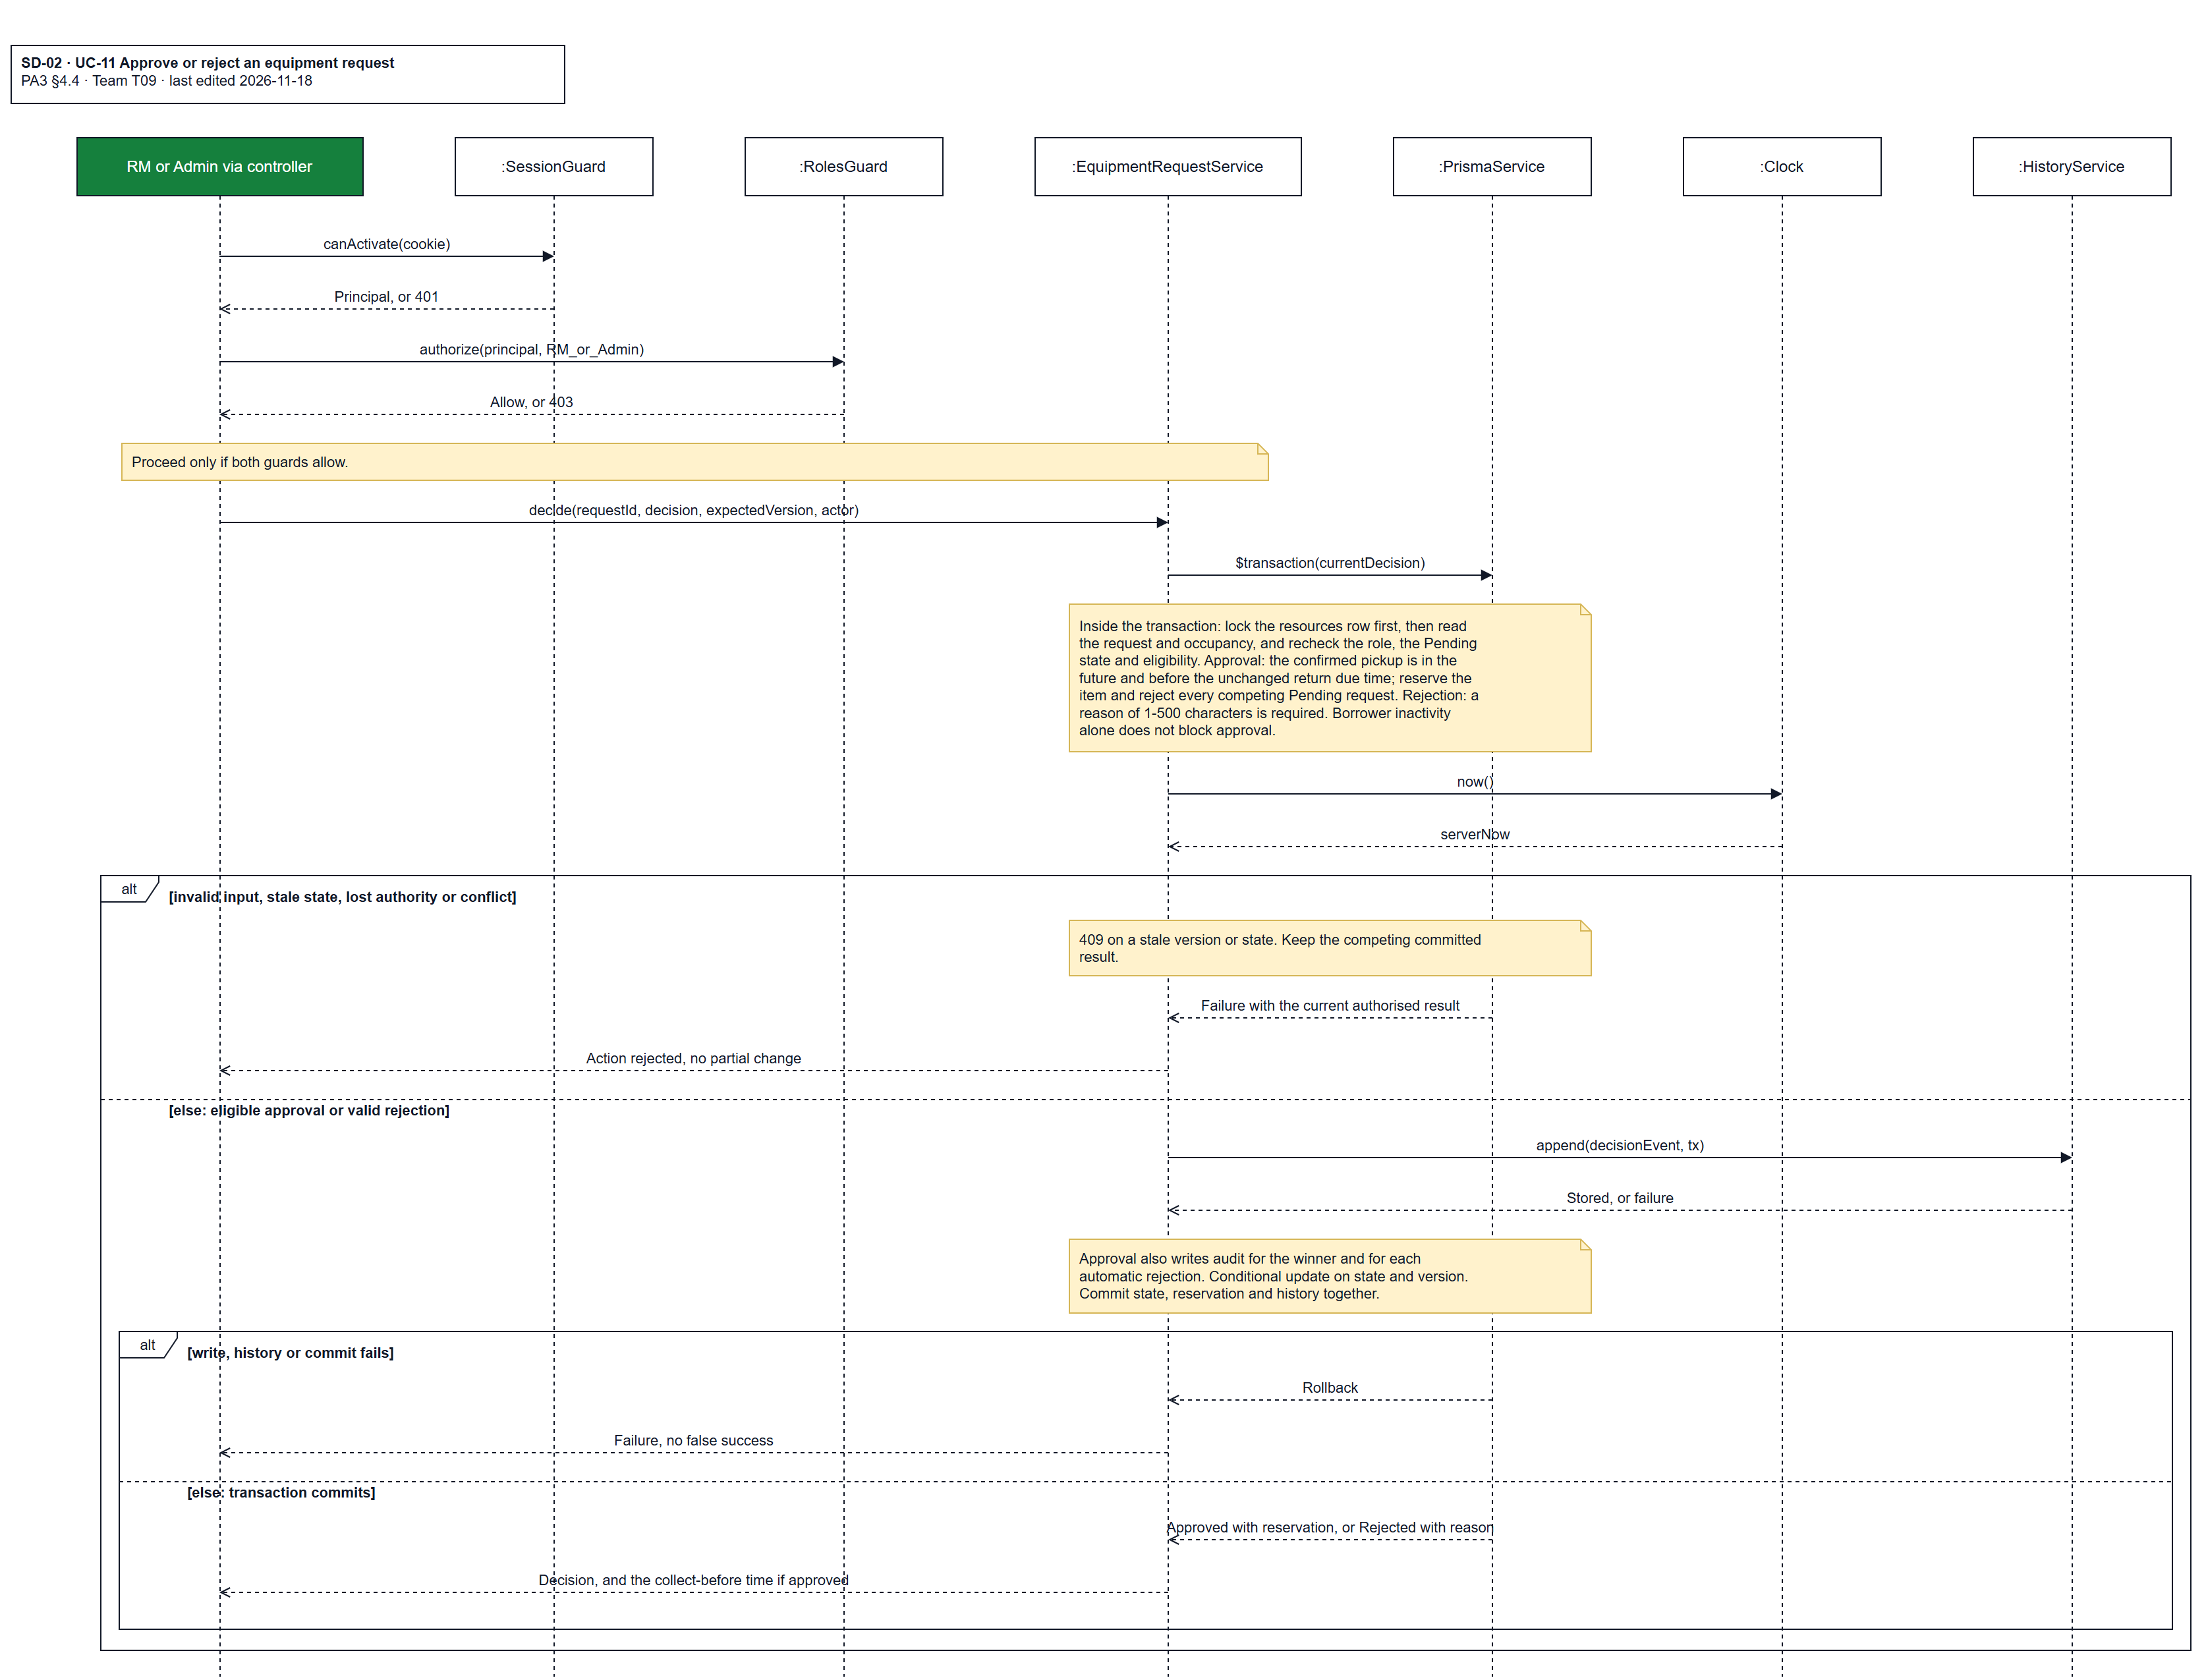 SD-02 · UC-11 Approve or reject an equipment request
PA3 §4.4 · Team T09 · last edited 2026-11-18
RM or Admin via controller
:SessionGuard
:RolesGuard
:EquipmentRequestService
:PrismaService
:Clock
:HistoryService
canActivate(cookie)
Principal, or 401
authorize(principal, RM_or_Admin)
Allow, or 403
Proceed only if both guards allow.
decide(requestId, decision, expectedVersion, actor)
$transaction(currentDecision)
Inside the transaction: lock the resources row first, then read
the request and occupancy, and recheck the role, the Pending
state and eligibility. Approval: the confirmed pickup is in the
future and before the unchanged return due time; reserve the
item and reject every competing Pending request. Rejection: a
reason of 1-500 characters is required. Borrower inactivity
alone does not block approval.
now()
serverNow
alt
[invalid input, stale state, lost authority or conflict]
409 on a stale version or state. Keep the competing committed
result.
Failure with the current authorised result
Action rejected, no partial change
[else: eligible approval or valid rejection]
append(decisionEvent, tx)
Stored, or failure
Approval also writes audit for the winner and for each
automatic rejection. Conditional update on state and version.
Commit state, reservation and history together.
alt
[write, history or commit fails]
Rollback
Failure, no false success
[else: transaction commits]
Approved with reservation, or Rejected with reason
Decision, and the collect-before time if approved